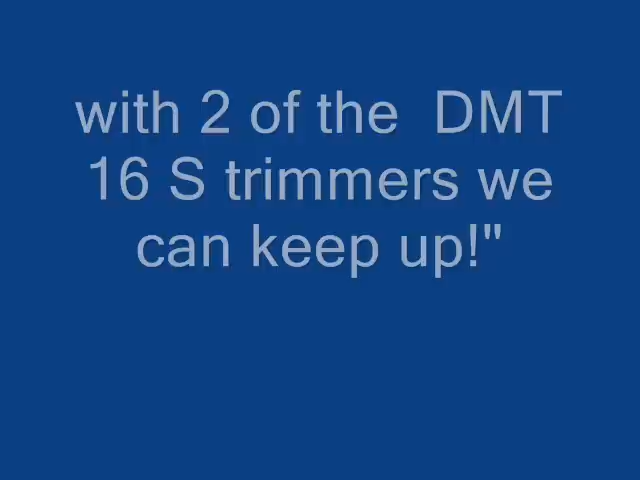 with 2 of the  DMT
16 S trimmers we
can keep up!"